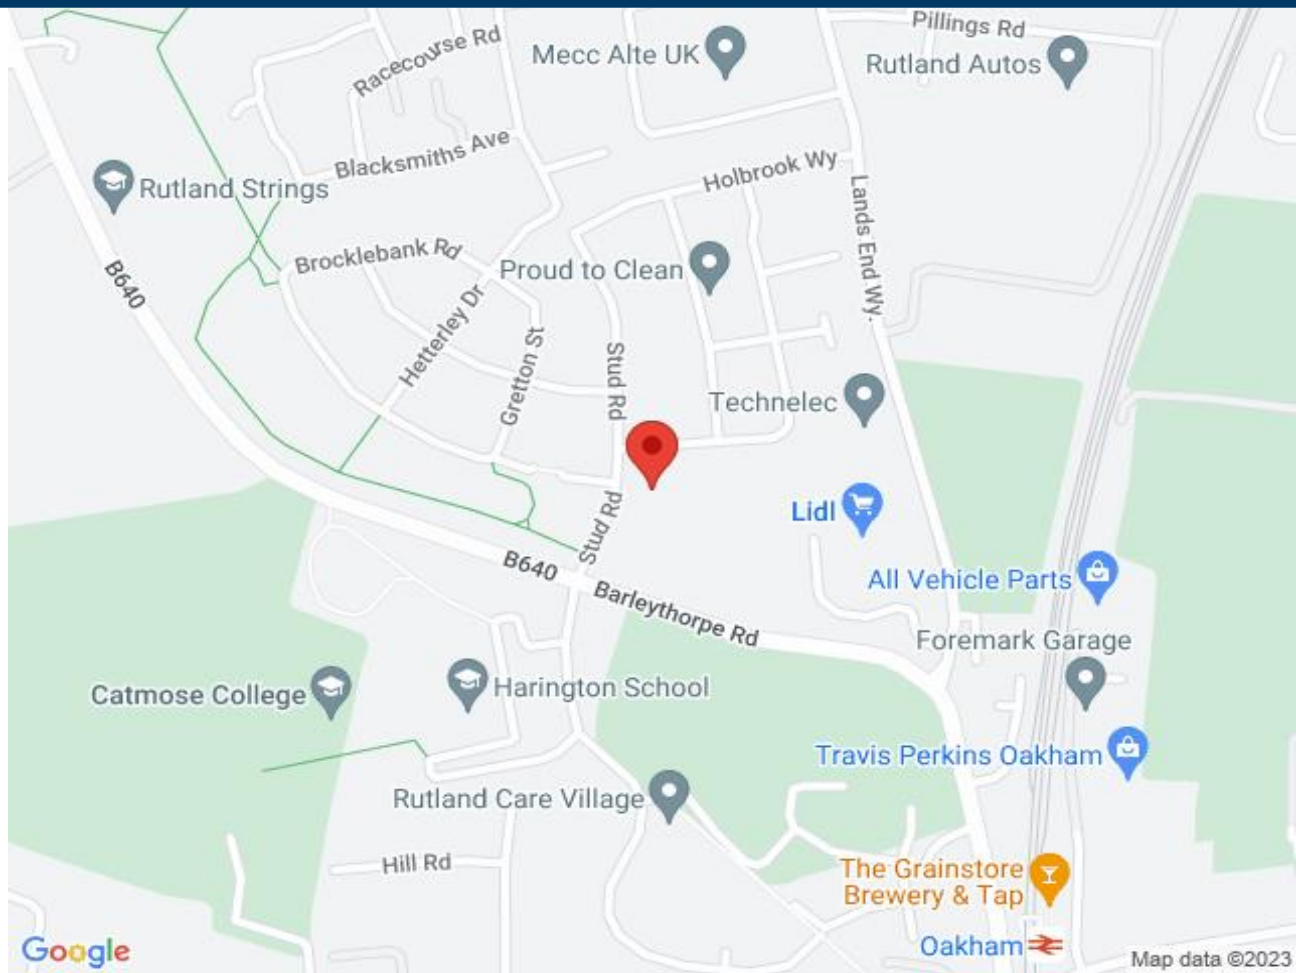 Pillings Rd
Racecourse Rd
Mecc Alte UK
Rutland Autos
Blacksmiths Ave
Holbrook Wy
Rutland Strings
Lands End Wy.
Brocklebank Rd
Proud to Clean
B640
Hetterley Dr
Gretton St
Stud Rd
Technelec
Lidl
Stud Rd
B640
Barleythorpe Rd
All Vehicle Parts
Foremark Garage
Catmose College
Harington School
Travis Perkins Oakham
Rutland Care Village
Hill Rd
The Grainstore
Brewery & Tap
Oakham
Google
Map data ©2023